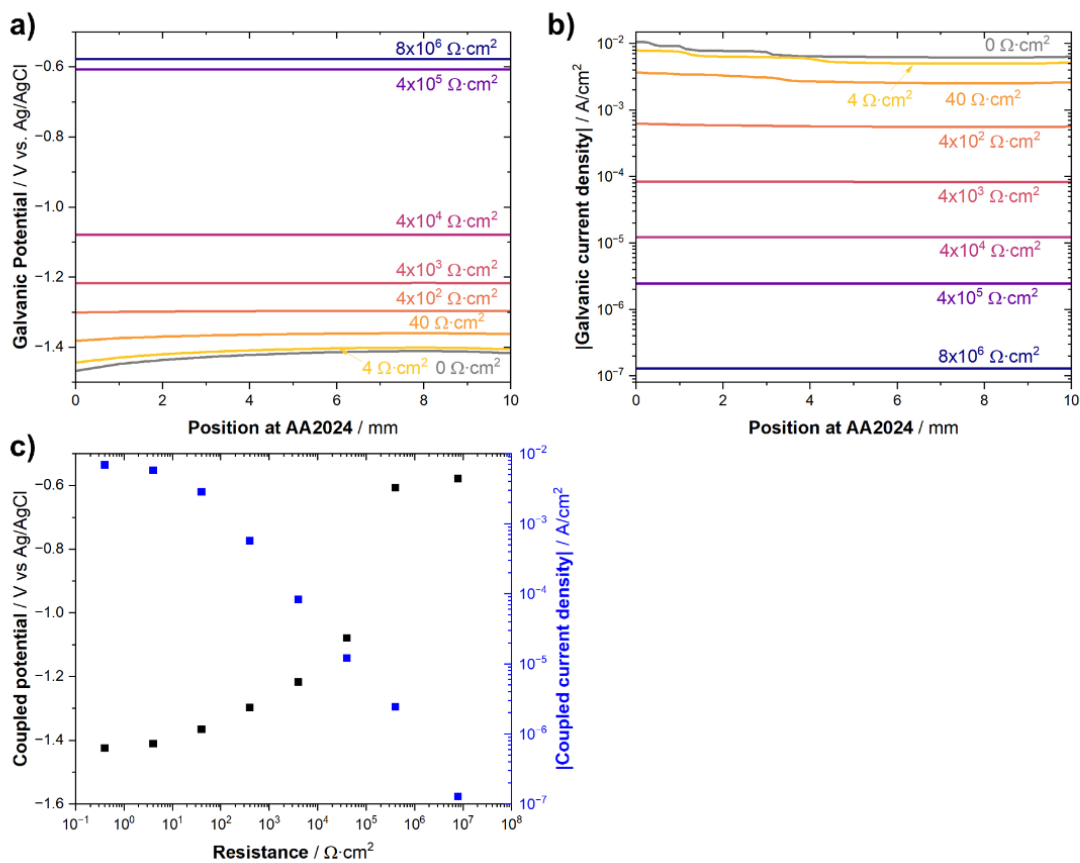 a)
−0.6
−0.8
−1.0
−1.2
−1.4
Galvanic Potential / V vs. Ag/AgCl
8x10⁶ Ω·cm²
4x10⁵ Ω·cm²
4x10⁴ Ω·cm²
4x10³ Ω·cm²
4x10² Ω·cm²
40 Ω·cm²
4 Ω·cm² 0 Ω·cm²
0 2 4 6 8 10
Position at AA2024 / mm
b)
10⁻²
10⁻³
10⁻⁴
10⁻⁵
10⁻⁶
10⁻⁷
|Galvanic current density| / A/cm²
0 Ω·cm²
4 Ω·cm² 40 Ω·cm²
4x10² Ω·cm²
4x10³ Ω·cm²
4x10⁴ Ω·cm²
4x10⁵ Ω·cm²
8x10⁶ Ω·cm²
0 2 4 6 8 10
Position at AA2024 / mm
c)
−0.6
−0.8
−1.0
−1.2
−1.4
−1.6
Coupled potential / V vs Ag/AgCl
10⁻²
10⁻³
10⁻⁴
10⁻⁵
10⁻⁶
10⁻⁷
|Coupled current density| / A/cm²
10⁻¹ 10⁰ 10¹ 10² 10³ 10⁴ 10⁵ 10⁶ 10⁷ 10⁸
Resistance / Ω·cm²